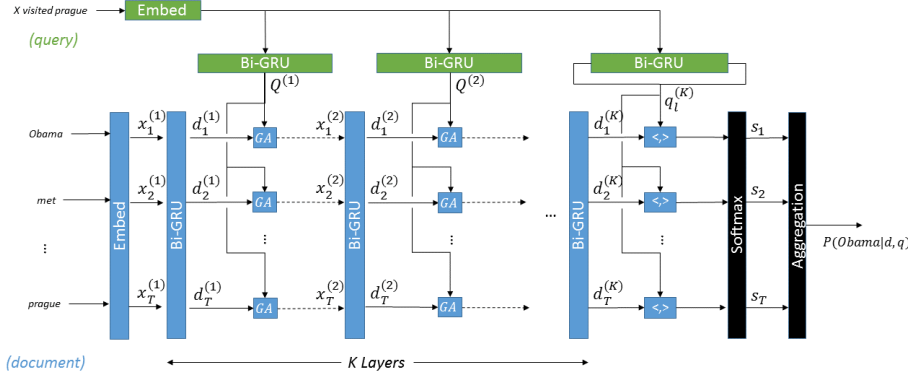 X visited prague
Embed
(query)
Bi-GRU
Bi-GRU
Bi-GRU
Q^{(1)}
Q^{(2)}
q_l^{(K)}
Obama
x_1^{(1)}
d_1^{(1)}
GA
x_1^{(2)}
d_1^{(2)}
GA
d_1^{(K)}
<,>
s_1
met
x_2^{(1)}
d_2^{(1)}
GA
x_2^{(2)}
d_2^{(2)}
GA
...
d_2^{(K)}
<,>
s_2
Embed
Bi-GRU
Bi-GRU
Bi-GRU
Softmax
Aggregation
P(Obama|d, q)
⋮
⋮
⋮
⋮
prague
x_T^{(1)}
d_T^{(1)}
GA
x_T^{(2)}
d_T^{(2)}
GA
d_T^{(K)}
<,>
s_T
(document)
K Layers